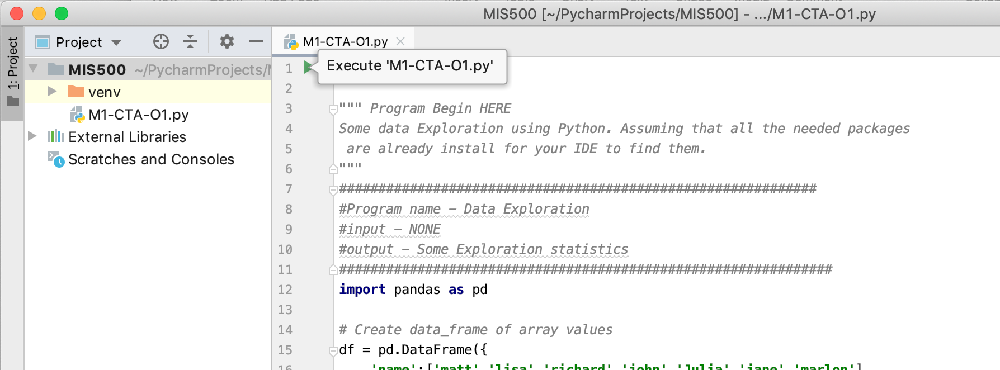 MIS500 [~/PycharmProjects/MIS500] - .../M1-CTA-O1.py
1: Project
Project
M1-CTA-O1.py
MIS500 ~/PycharmProjects/
venv
M1-CTA-O1.py
External Libraries
Scratches and Consoles
Execute 'M1-CTA-O1.py'
1
2
3 """ Program Begin HERE
4 Some data Exploration using Python. Assuming that all the needed packages
5 are already install for your IDE to find them.
6 """
7 #############################################################
8 #Program name - Data Exploration
9 #input - NONE
10 #output - Some Exploration statistics
11 ###############################################################
12 import pandas as pd
13
14 # Create data_frame of array values
15 df = pd.DataFrame({
16 'name':['matt','lisa','richard','john','Julia','jane','marlon'],